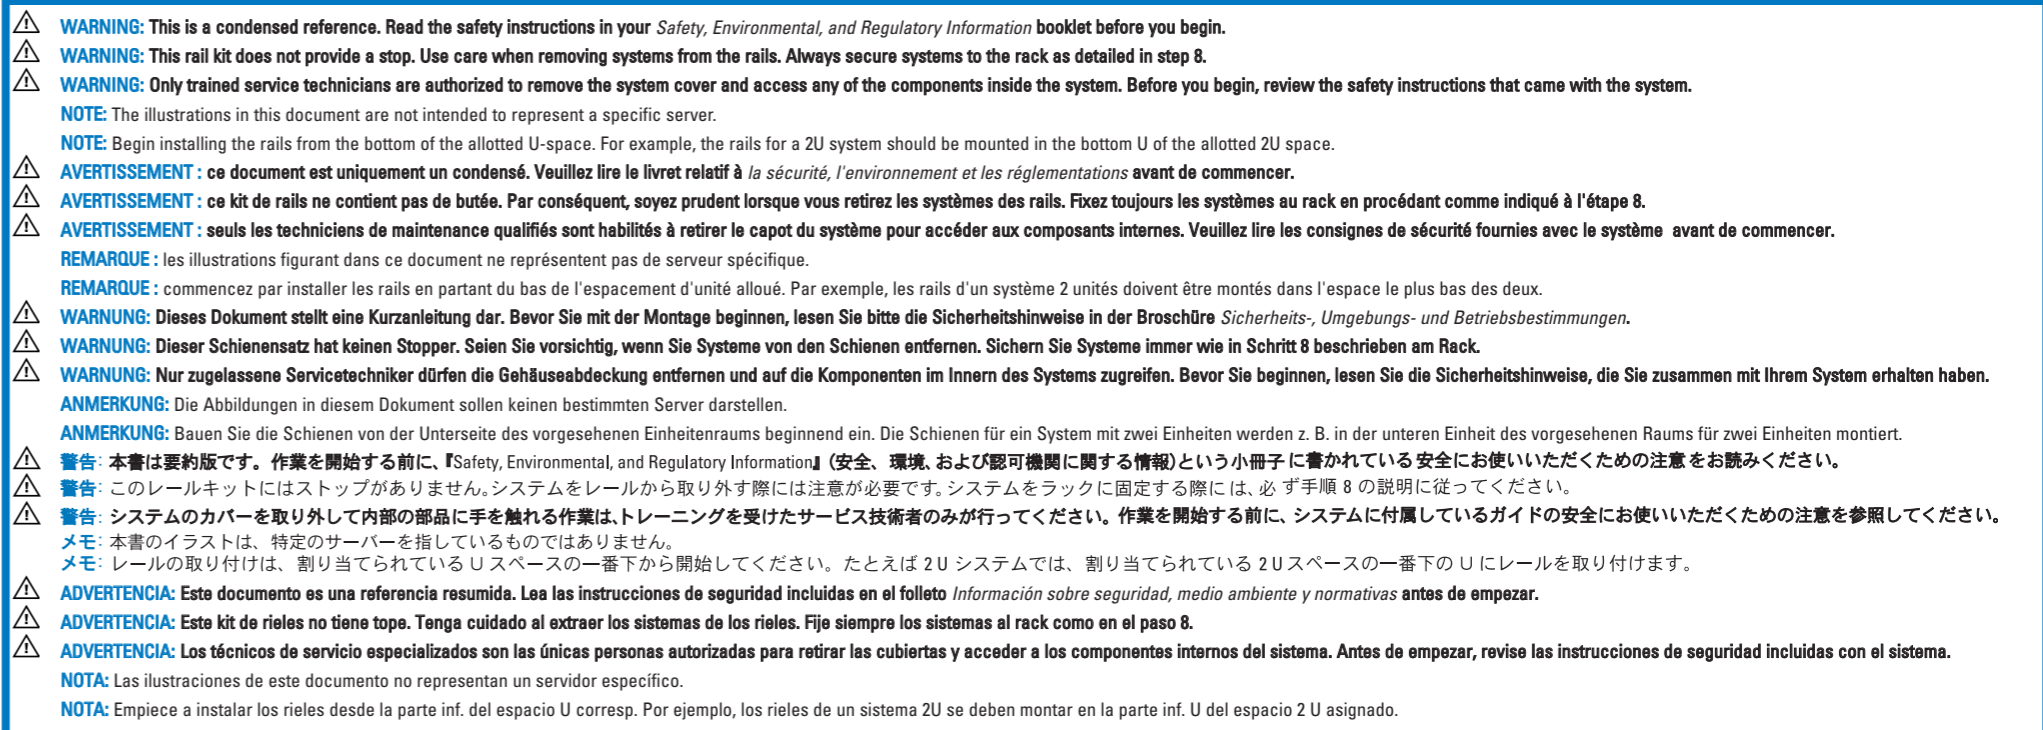 WARNING: This is a condensed reference. Read the safety instructions in your Safety, Environmental, and Regulatory Information booklet before you begin.
WARNING: This rail kit does not provide a stop. Use care when removing systems from the rails. Always secure systems to the rack as detailed in step 8.
WARNING: Only trained service technicians are authorized to remove the system cover and access any of the components inside the system. Before you begin, review the safety instructions that came with the system.
NOTE: The illustrations in this document are not intended to represent a specific server.
NOTE: Begin installing the rails from the bottom of the allotted U-space. For example, the rails for a 2U system should be mounted in the bottom U of the allotted 2U space.
AVERTISSEMENT : ce document est uniquement un condensé. Veuillez lire le livret relatif à la sécurité, l'environnement et les réglementations avant de commencer.
AVERTISSEMENT : ce kit de rails ne contient pas de butée. Par conséquent, soyez prudent lorsque vous retirez les systèmes des rails. Fixez toujours les systèmes au rack en procédant comme indiqué à l'étape 8.
AVERTISSEMENT : seuls les techniciens de maintenance qualifiés sont habilités à retirer le capot du système pour accéder aux composants internes. Veuillez lire les consignes de sécurité fournies avec le système avant de commencer.
REMARQUE : les illustrations figurant dans ce document ne représentent pas de serveur spécifique.
REMARQUE : commencez par installer les rails en partant du bas de l'espacement d'unité alloué. Par exemple, les rails d'un système 2 unités doivent être montés dans l'espace le plus bas des deux.
WARNUNG: Dieses Dokument stellt eine Kurzanleitung dar. Bevor Sie mit der Montage beginnen, lesen Sie bitte die Sicherheitshinweise in der Broschüre Sicherheits-, Umgebungs- und Betriebsbestimmungen.
WARNUNG: Dieser Schienensatz hat keinen Stopper. Seien Sie vorsichtig, wenn Sie Systeme von den Schienen entfernen. Sichern Sie Systeme immer wie in Schritt 8 beschrieben am Rack.
WARNUNG: Nur zugelassene Servicetechniker dürfen die Gehäuseabdeckung entfernen und auf die Komponenten im Innern des Systems zugreifen. Bevor Sie beginnen, lesen Sie die Sicherheitshinweise, die Sie zusammen mit Ihrem System erhalten haben.
ANMERKUNG: Die Abbildungen in diesem Dokument sollen keinen bestimmten Server darstellen.
ANMERKUNG: Bauen Sie die Schienen von der Unterseite des vorgesehenen Einheitenraums beginnend ein. Die Schienen für ein System mit zwei Einheiten werden z. B. in der unteren Einheit des vorgesehenen Raums für zwei Einheiten montiert.
警告: 本書は要約版です。作業を開始する前に、『Safety, Environmental, and Regulatory Information』(安全、環境、および認可機関に関する情報)という小冊子に書かれている安全にお使いいただくための注意をお読みください。
警告: このレールキットにはストップがありません。システムをレールから取り外す際には注意が必要です。システムをラックに固定する際には、必ず手順 8 の説明に従ってください。
警告: システムのカバーを取り外して内部の部品に手を触れる作業は、トレーニングを受けたサービス技術者のみが行ってください。作業を開始する前に、システムに付属しているガイドの安全にお使いいただくための注意を参照してください。
メモ: 本書のイラストは、特定のサーバーを指しているものではありません。
メモ: レールの取り付けは、割り当てられている U スペースの一番下から開始してください。たとえば 2 U システムでは、割り当てられている 2 U スペースの一番下の U にレールを取り付けます。
ADVERTENCIA: Este documento es una referencia resumida. Lea las instrucciones de seguridad incluidas en el folleto Información sobre seguridad, medio ambiente y normativas antes de empezar.
ADVERTENCIA: Este kit de rieles no tiene tope. Tenga cuidado al extraer los sistemas de los rieles. Fije siempre los sistemas al rack como en el paso 8.
ADVERTENCIA: Los técnicos de servicio especializados son las únicas personas autorizadas para retirar las cubiertas y acceder a los componentes internos del sistema. Antes de empezar, revise las instrucciones de seguridad incluidas con el sistema.
NOTA: Las ilustraciones de este documento no representan un servidor específico.
NOTA: Empiece a instalar los rieles desde la parte inf. del espacio U corresp. Por ejemplo, los rieles de un sistema 2U se deben montar en la parte inf. U del espacio 2 U asignado.